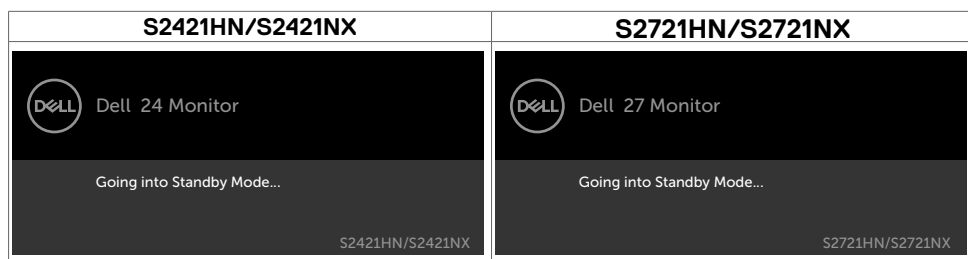 S2421HN/S2421NX
S2721HN/S2721NX
DELL Dell 24 Monitor
Going into Standby Mode...
S2421HN/S2421NX
DELL Dell 27 Monitor
Going into Standby Mode...
S2721HN/S2721NX